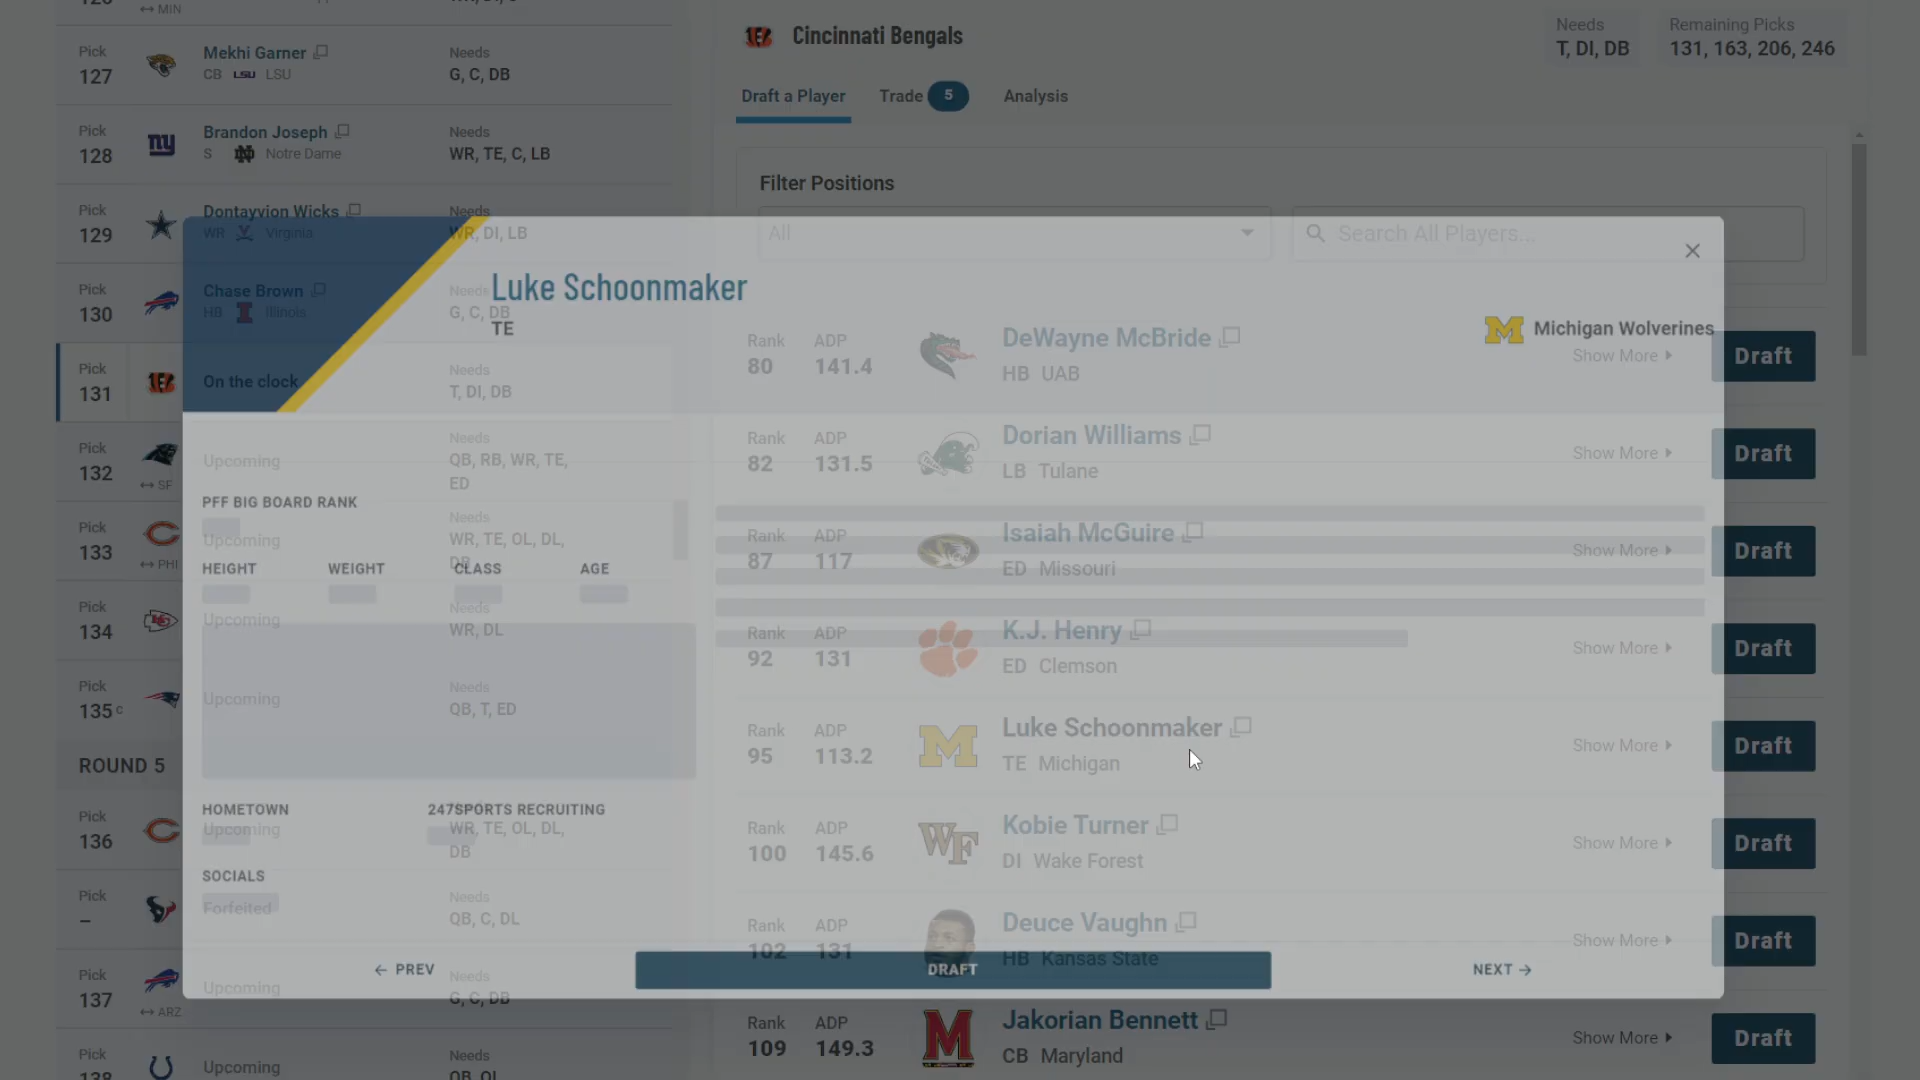 MIN
Pick
127
Mekhi Garner
CB LSU LSU
Needs
G, C, DB
Pick
128
Brandon Joseph
S Notre Dame
Needs
WR, TE, C, LB
Pick
129
Dontayvion Wicks
WR Virginia
Needs
WR, DI, LB
Pick
130
Chase Brown
HB Illinois
Needs
G, C, DB
Pick
131
On the clock
Needs
T, DI, DB
Pick
132
SF
Upcoming
Needs
QB, RB, WR, TE,
ED
Pick
133
PHI
Upcoming
Needs
WR, TE, OL, DL,
DB
Pick
134
Upcoming
Needs
WR, DL
Pick
135 c
Upcoming
Needs
QB, T, ED
ROUND 5
Pick
136
Upcoming
WR, TE, OL, DL,
DB
Pick
–
Forfeited
Needs
QB, C, DL
Pick
137
ARZ
Upcoming
Needs
G, C, DB
Pick
138
Upcoming
Needs
QB, OL
Cincinnati Bengals
Needs
T, DI, DB
Remaining Picks
131, 163, 206, 246
Draft a Player
Trade 5
Analysis
Filter Positions
All
Search All Players...
Luke Schoonmaker
TE
Michigan Wolverines
PFF BIG BOARD RANK
HEIGHT WEIGHT CLASS AGE
HOMETOWN
247SPORTS RECRUITING
SOCIALS
← PREV
DRAFT
NEXT →
Rank ADP
80 141.4
DeWayne McBride
HB UAB
Show More
Draft
Rank ADP
82 131.5
Dorian Williams
LB Tulane
Show More
Draft
Rank ADP
87 117
Isaiah McGuire
ED Missouri
Show More
Draft
Rank ADP
92 131
K.J. Henry
ED Clemson
Show More
Draft
Rank ADP
95 113.2
Luke Schoonmaker
TE Michigan
Show More
Draft
Rank ADP
100 145.6
WF
Kobie Turner
DI Wake Forest
Show More
Draft
Rank ADP
102 131
Deuce Vaughn
HB Kansas State
Show More
Draft
Rank ADP
109 149.3
Jakorian Bennett
CB Maryland
Show More
Draft